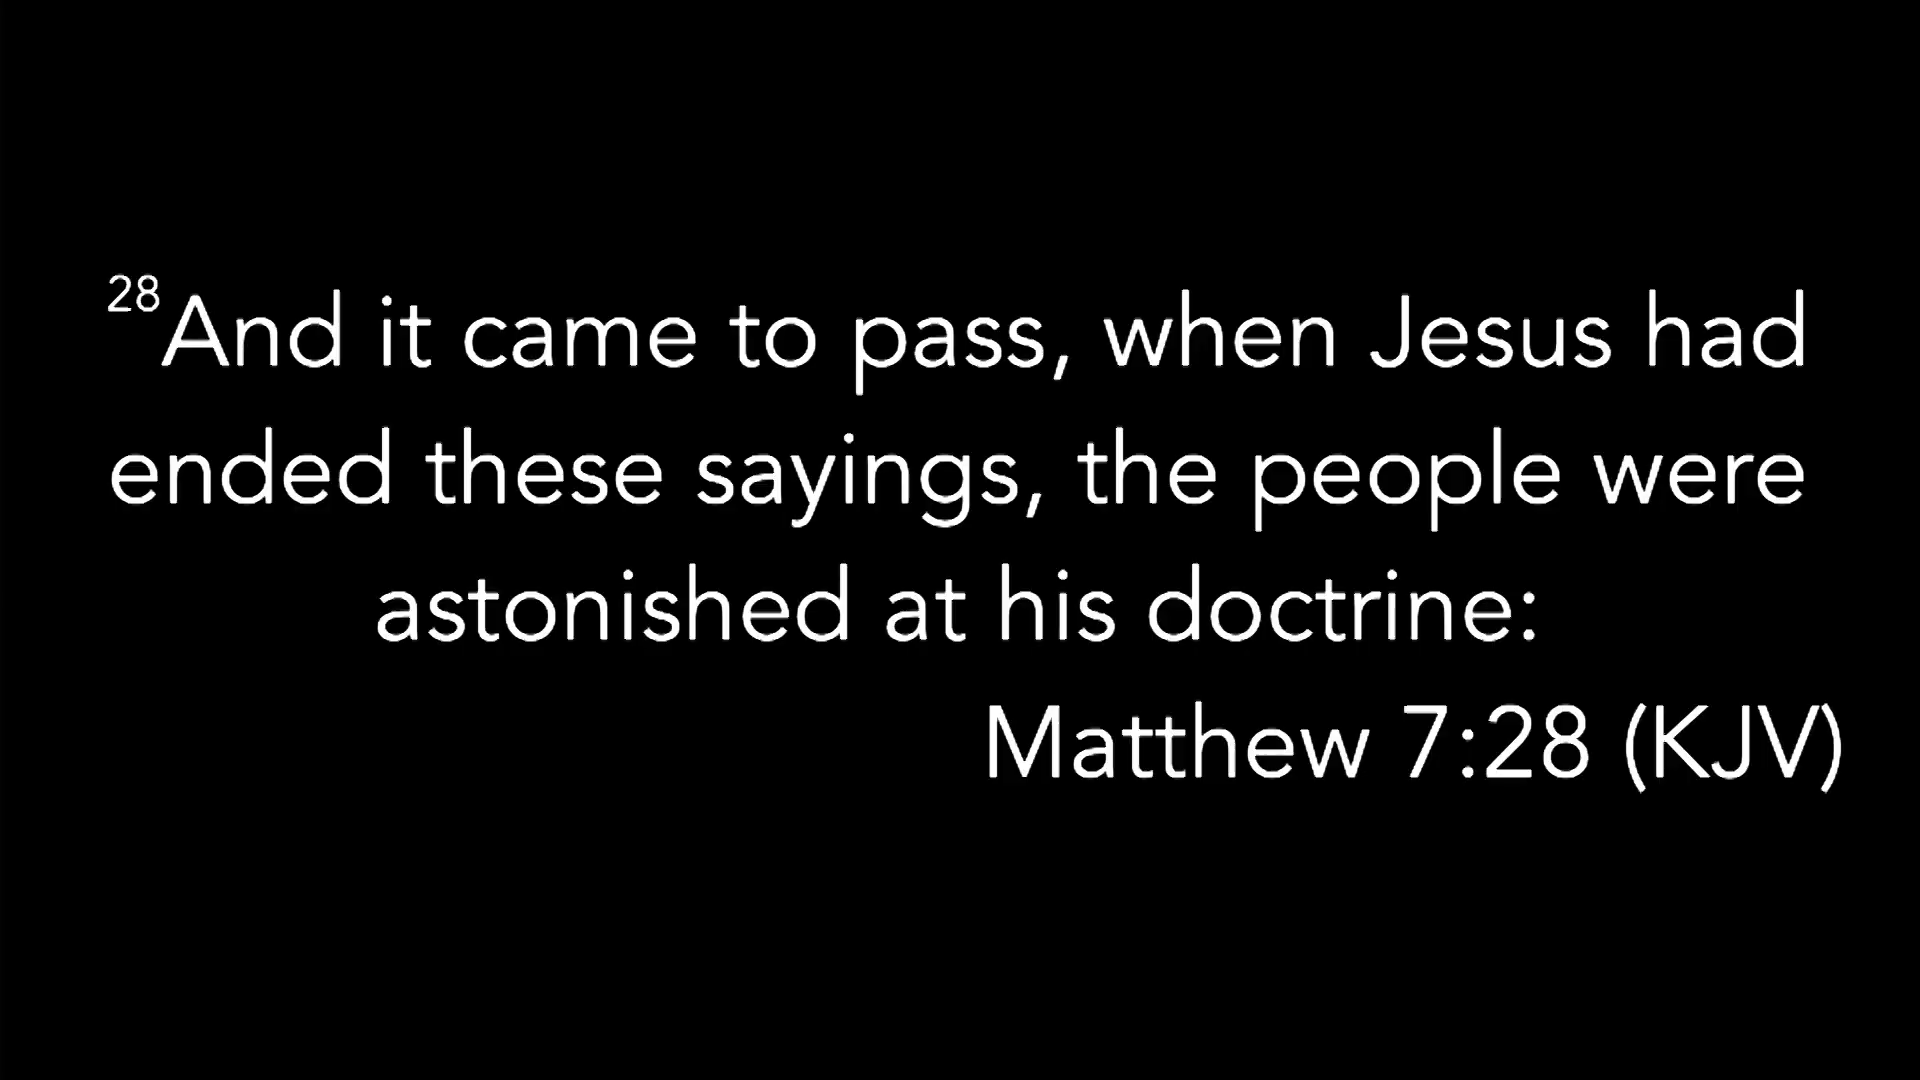 28And it came to pass, when Jesus had
ended these sayings, the people were
astonished at his doctrine:
Matthew 7:28 (KJV)